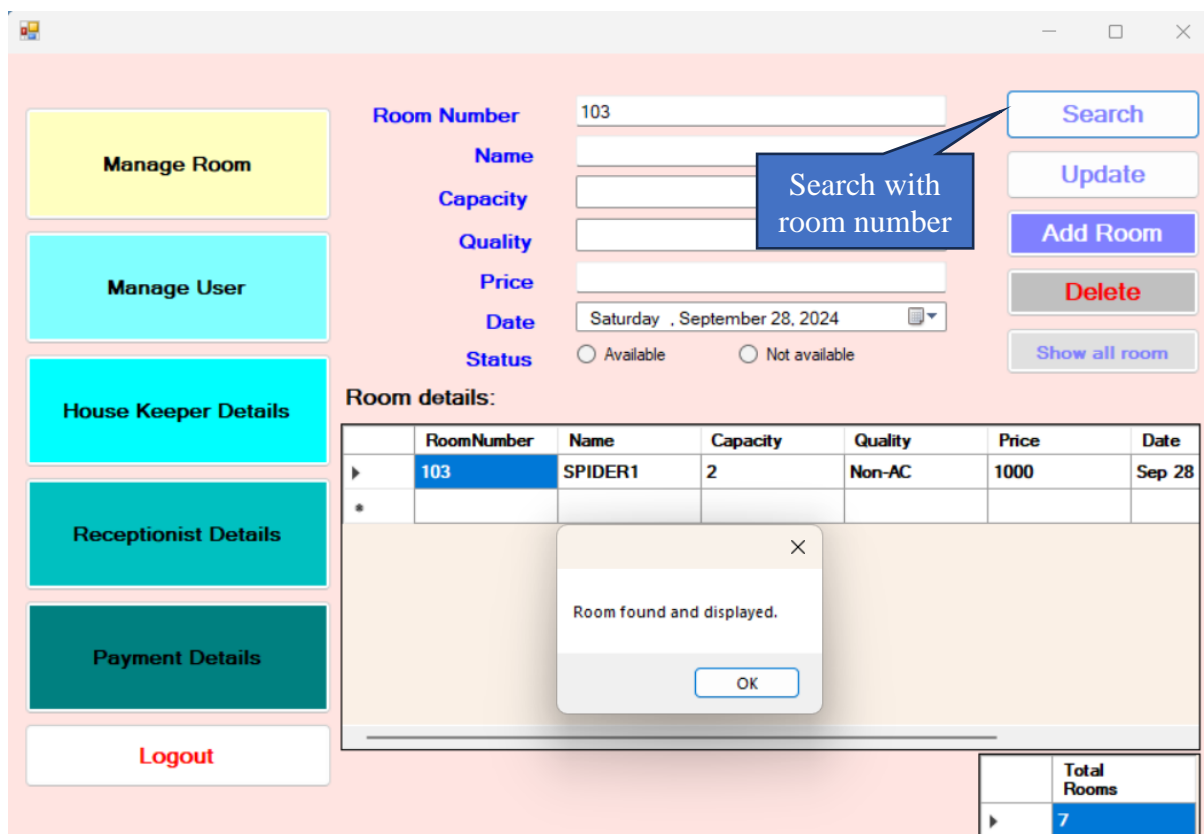 Manage Room
Manage User
House Keeper Details
Receptionist Details
Payment Details
Logout
Room Number 103
Name
Capacity
Quality
Price
Date Saturday , September 28, 2024
Status Available Not available
Search with
room number
Search
Update
Add Room
Delete
Show all room
Room details:
RoomNumber Name Capacity Quality Price Date
103 SPIDER1 2 Non-AC 1000 Sep 28
Room found and displayed.
OK
Total
Rooms
7